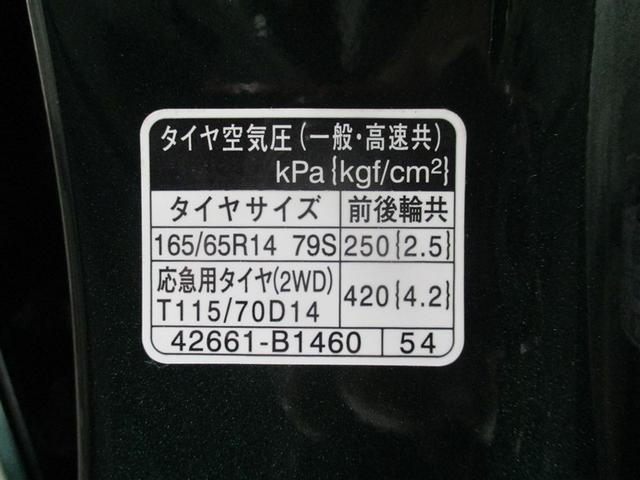 タイヤ空気圧(一般・高速共)
kPa{kgf/cm²}
タイヤサイズ 前後輪共
165/65R14 79S 250{2.5}
応急用タイヤ(2WD)
T115/70D14 420{4.2}
42661-B1460 54